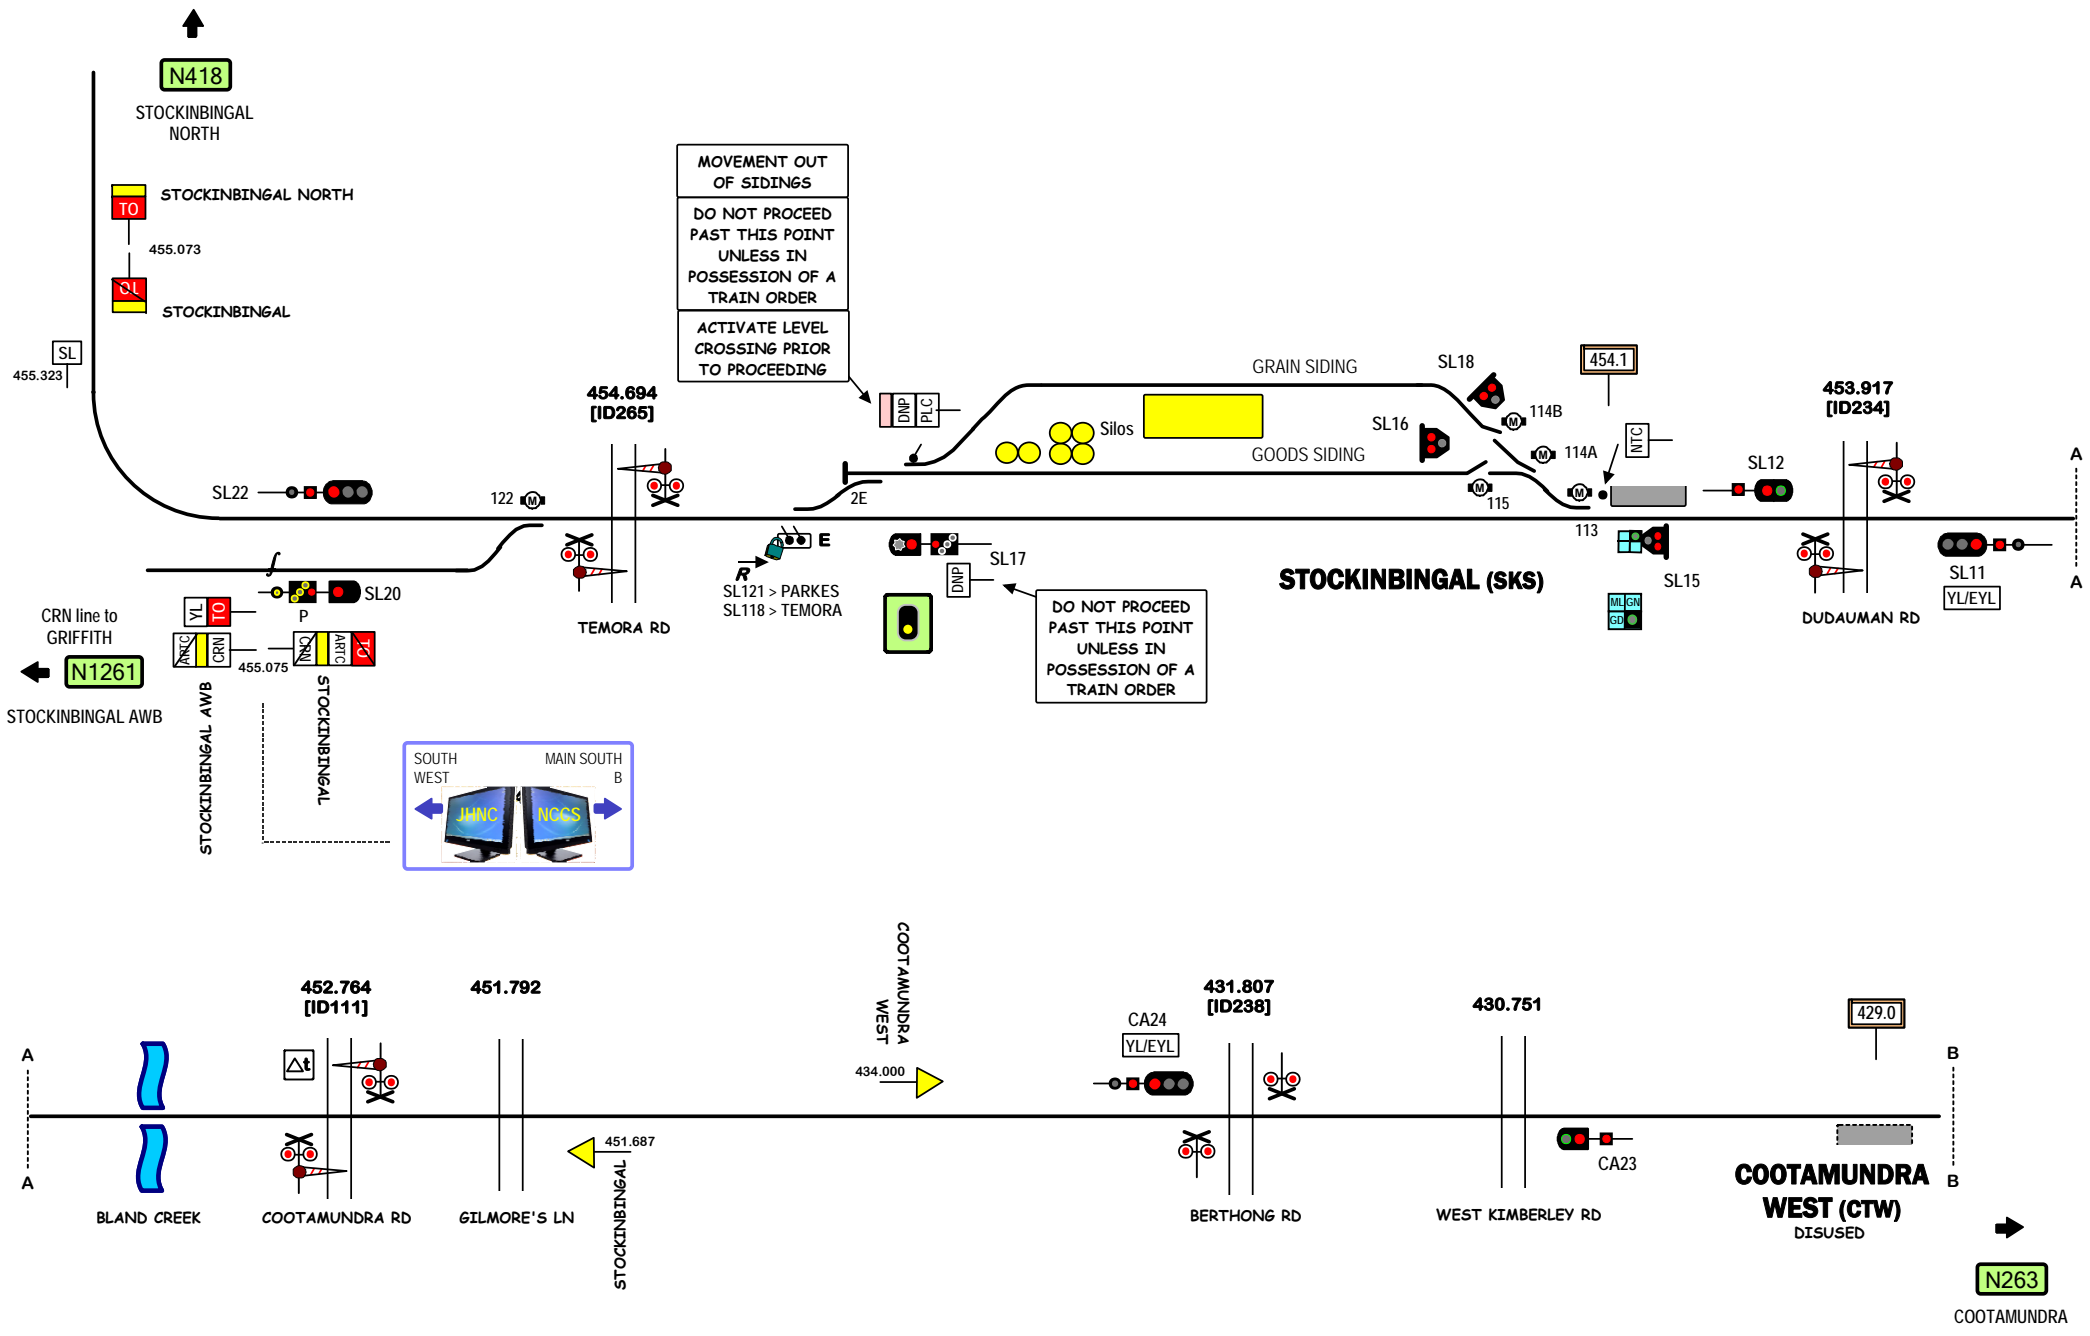 N418
STOCKINBINGAL
NORTH
TO
STOCKINBINGAL NORTH
455.073
OL
STOCKINBINGAL
SL
455.323
MOVEMENT OUT
OF SIDINGS
DO NOT PROCEED
PAST THIS POINT
UNLESS IN
POSSESSION OF A
TRAIN ORDER
ACTIVATE LEVEL
CROSSING PRIOR
TO PROCEEDING
454.694
[ID265]
DNP
PLC
GRAIN SIDING
SL18
454.1
453.917
[ID234]
Silos
SL16
M
114B
NTC
GOODS SIDING
M
114A
SL12
A
SL22
122
M
2E
M
115
M
113
E
R
SL121 > PARKES
SL118 > TEMORA
SL17
DNP
STOCKINBINGAL (SKS)
SL15
ML
GN
GD
SL11
YL/EYL
A
DUDAUMAN RD
DO NOT PROCEED
PAST THIS POINT
UNLESS IN
POSSESSION OF A
TRAIN ORDER
TEMORA RD
SL20
P
YL
TO
CRN line to
GRIFFITH
N1261
STOCKINBINGAL AWB
ARTC
CRN
455.075
CRN
ARTC
TO
STOCKINBINGAL AWB
STOCKINBINGAL
SOUTH
WEST
MAIN SOUTH
B
JHNC
NCCS
452.764
[ID111]
451.792
COOTAMUNDRA
WEST
434.000
CA24
YL/EYL
431.807
[ID238]
430.751
429.0
A
Δt
B
A
451.687
STOCKINBINGAL
CA23
COOTAMUNDRA
WEST (CTW)
DISUSED
B
BLAND CREEK
COOTAMUNDRA RD
GILMORE'S LN
BERTHONG RD
WEST KIMBERLEY RD
N263
COOTAMUNDRA